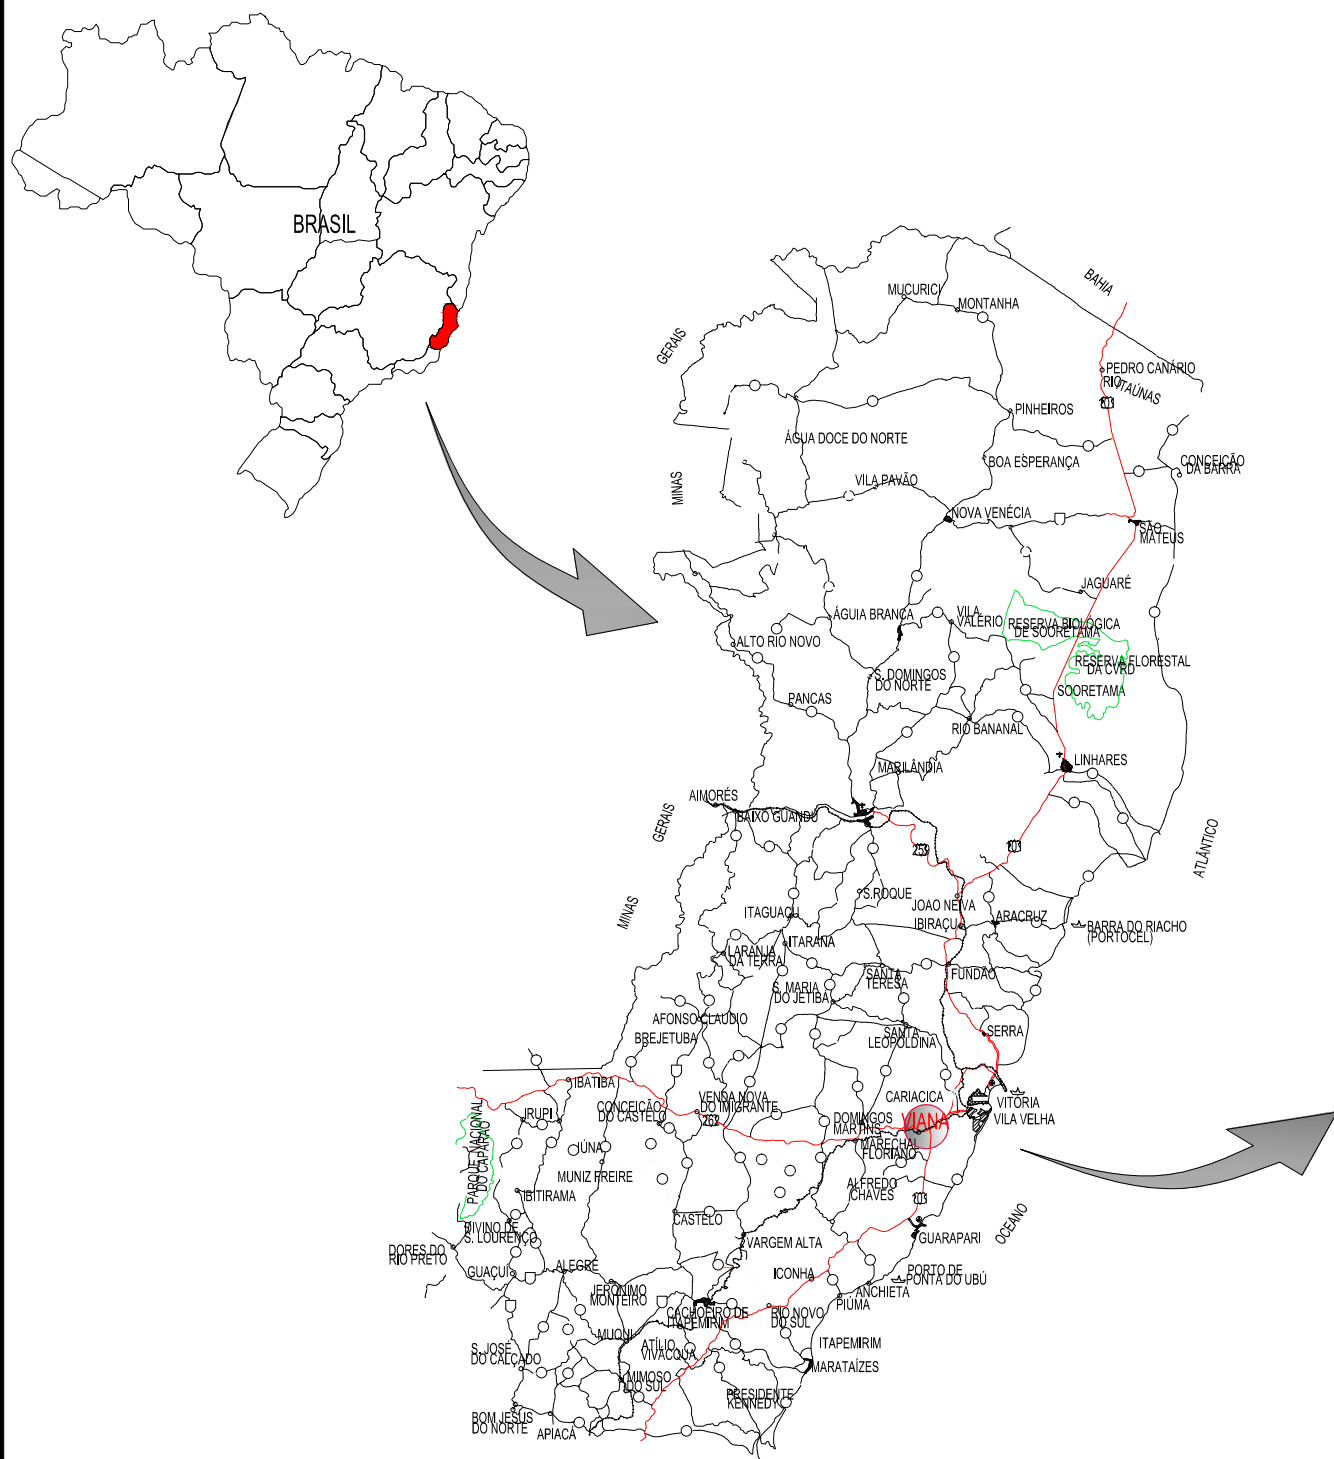 BRASIL
BAHIA
MUCURICI
MONTANHA
GERAIS
PEDRO CANÁRIO
RIO
ITAÚNAS
101
PINHEIROS
ÁGUA DOCE DO NORTE
BOA ESPERANÇA
CONCEIÇÃO
DA BARRA
VILA PAVÃO
MINAS
NOVA VENÉCIA
SÃO
MATEUS
JAGUARÉ
ÁGUIA BRANCA
VILA
VALÉRIO
RESERVA BIOLÓGICA
DE SOORETAMA
ALTO RIO NOVO
RESERVA FLORESTAL
DA CVRD
S. DOMINGOS
DO NORTE
SOORETAMA
PANCAS
RIO BANANAL
LINHARES
MARILÂNDIA
AIMORÉS
BAIXO GUANDÚ
GERAIS
259
101
ATLÂNTICO
S.ROQUE
JOAO NEIVA
ITAGUAÇU
IBIRAÇU
ARACRUZ
MINAS
BARRA DO RIACHO
(PORTOCEL)
ITARANA
LARANJA
DA TERRA
SANTA
TERESA
FUNDÃO
S. MARIA
DO JETIBÁ
AFONSO CLAUDIO
BREJETUBA
SANTA
LEOPOLDINA
SERRA
IBATIBA
CARIACICA
VENDA NOVA
DO IMIGRANTE
CONCEIÇÃO
DO CASTELO
262
VITÓRIA
VILA VELHA
IRUPI
DOMINGOS
MARTINS
VIANA
PARQUE NACIONAL
DO CAPARAÓ
IÚNA
MARECHAL
FLORIANO
MUNIZ FREIRE
IBITIRAMA
ALFREDO
CHAVES
101
CASTELO
DIVINO DE
S. LOURENÇO
OCEANO
VARGEM ALTA
GUARAPARI
DORES DO
RIO PRETO
GUAÇUÍ
ALEGRE
ICONHA
PORTO DE
PONTA DO UBÚ
ANCHIETA
JERÔNIMO
MONTEIRO
PIÚMA
CACHOEIRO DE
ITAPEMIRIM
RIO NOVO
DO SUL
MUQUI
ATÍLIO
VIVACQUA
ITAPEMIRIM
S. JOSÉ
DO CALÇADO
MARATAÍZES
MIMOSO
DO SUL
PRESIDENTE
KENNEDY
BOM JESUS
DO NORTE
APIACÁ